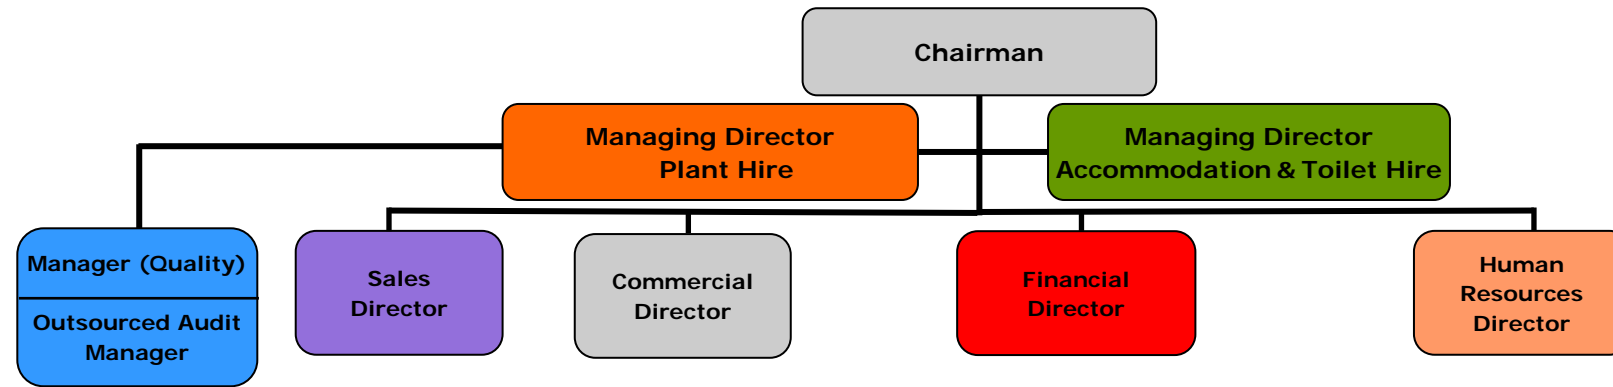 Chairman
Managing Director
Plant Hire
Managing Director
Accommodation & Toilet Hire
Manager (Quality)
Outsourced Audit
Manager
Sales
Director
Commercial
Director
Financial
Director
Human
Resources
Director